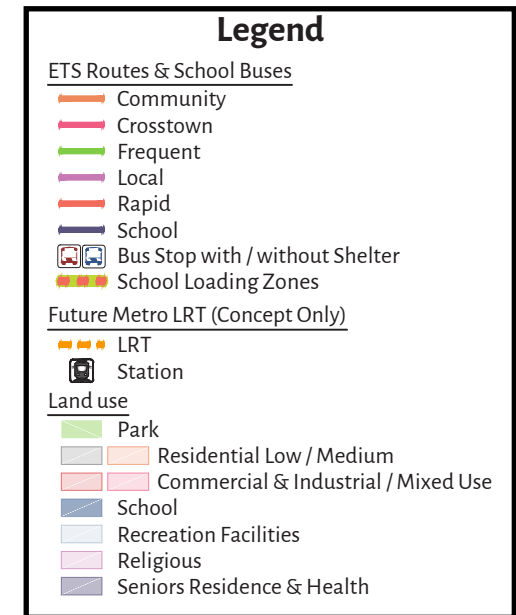 Legend
ETS Routes & School Buses
Community
Crosstown
Frequent
Local
Rapid
School
Bus Stop with / without Shelter
School Loading Zones
Future Metro LRT (Concept Only)
LRT
Station
Land use
Park
Residential Low / Medium
Commercial & Industrial / Mixed Use
School
Recreation Facilities
Religious
Seniors Residence & Health